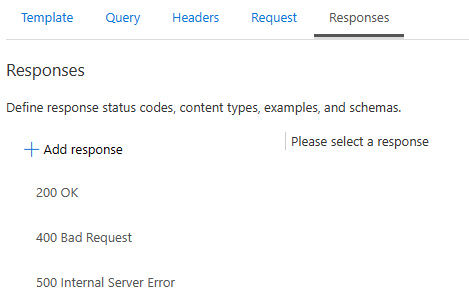 Template Query Headers Request Responses
Responses
Define response status codes, content types, examples, and schemas.
Add response
Please select a response
200 OK
400 Bad Request
500 Internal Server Error